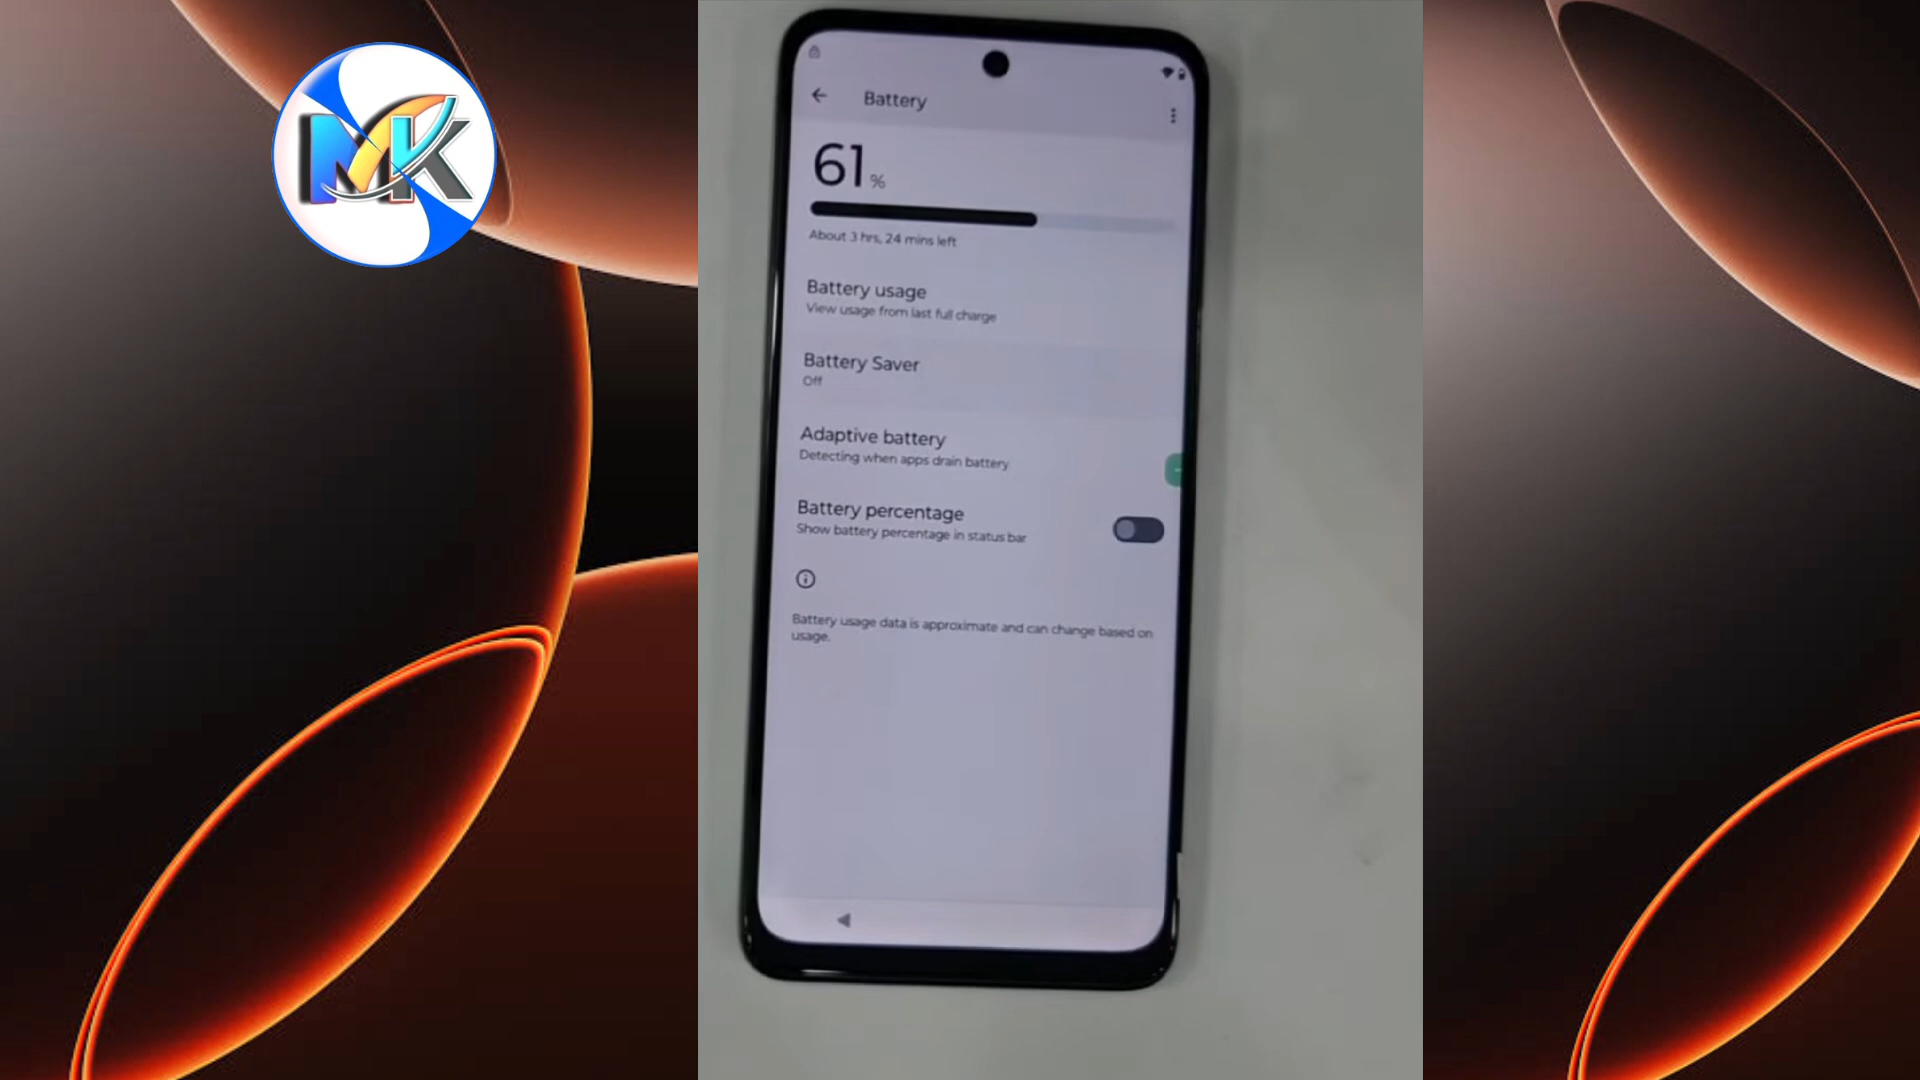 MK
Battery
61%
About 3 hrs, 24 mins left
Battery usage
View usage from last full charge
Battery Saver
Off
Adaptive battery
Detecting when apps drain battery
Battery percentage
Show battery percentage in status bar
Battery usage data is approximate and can change based on
usage.